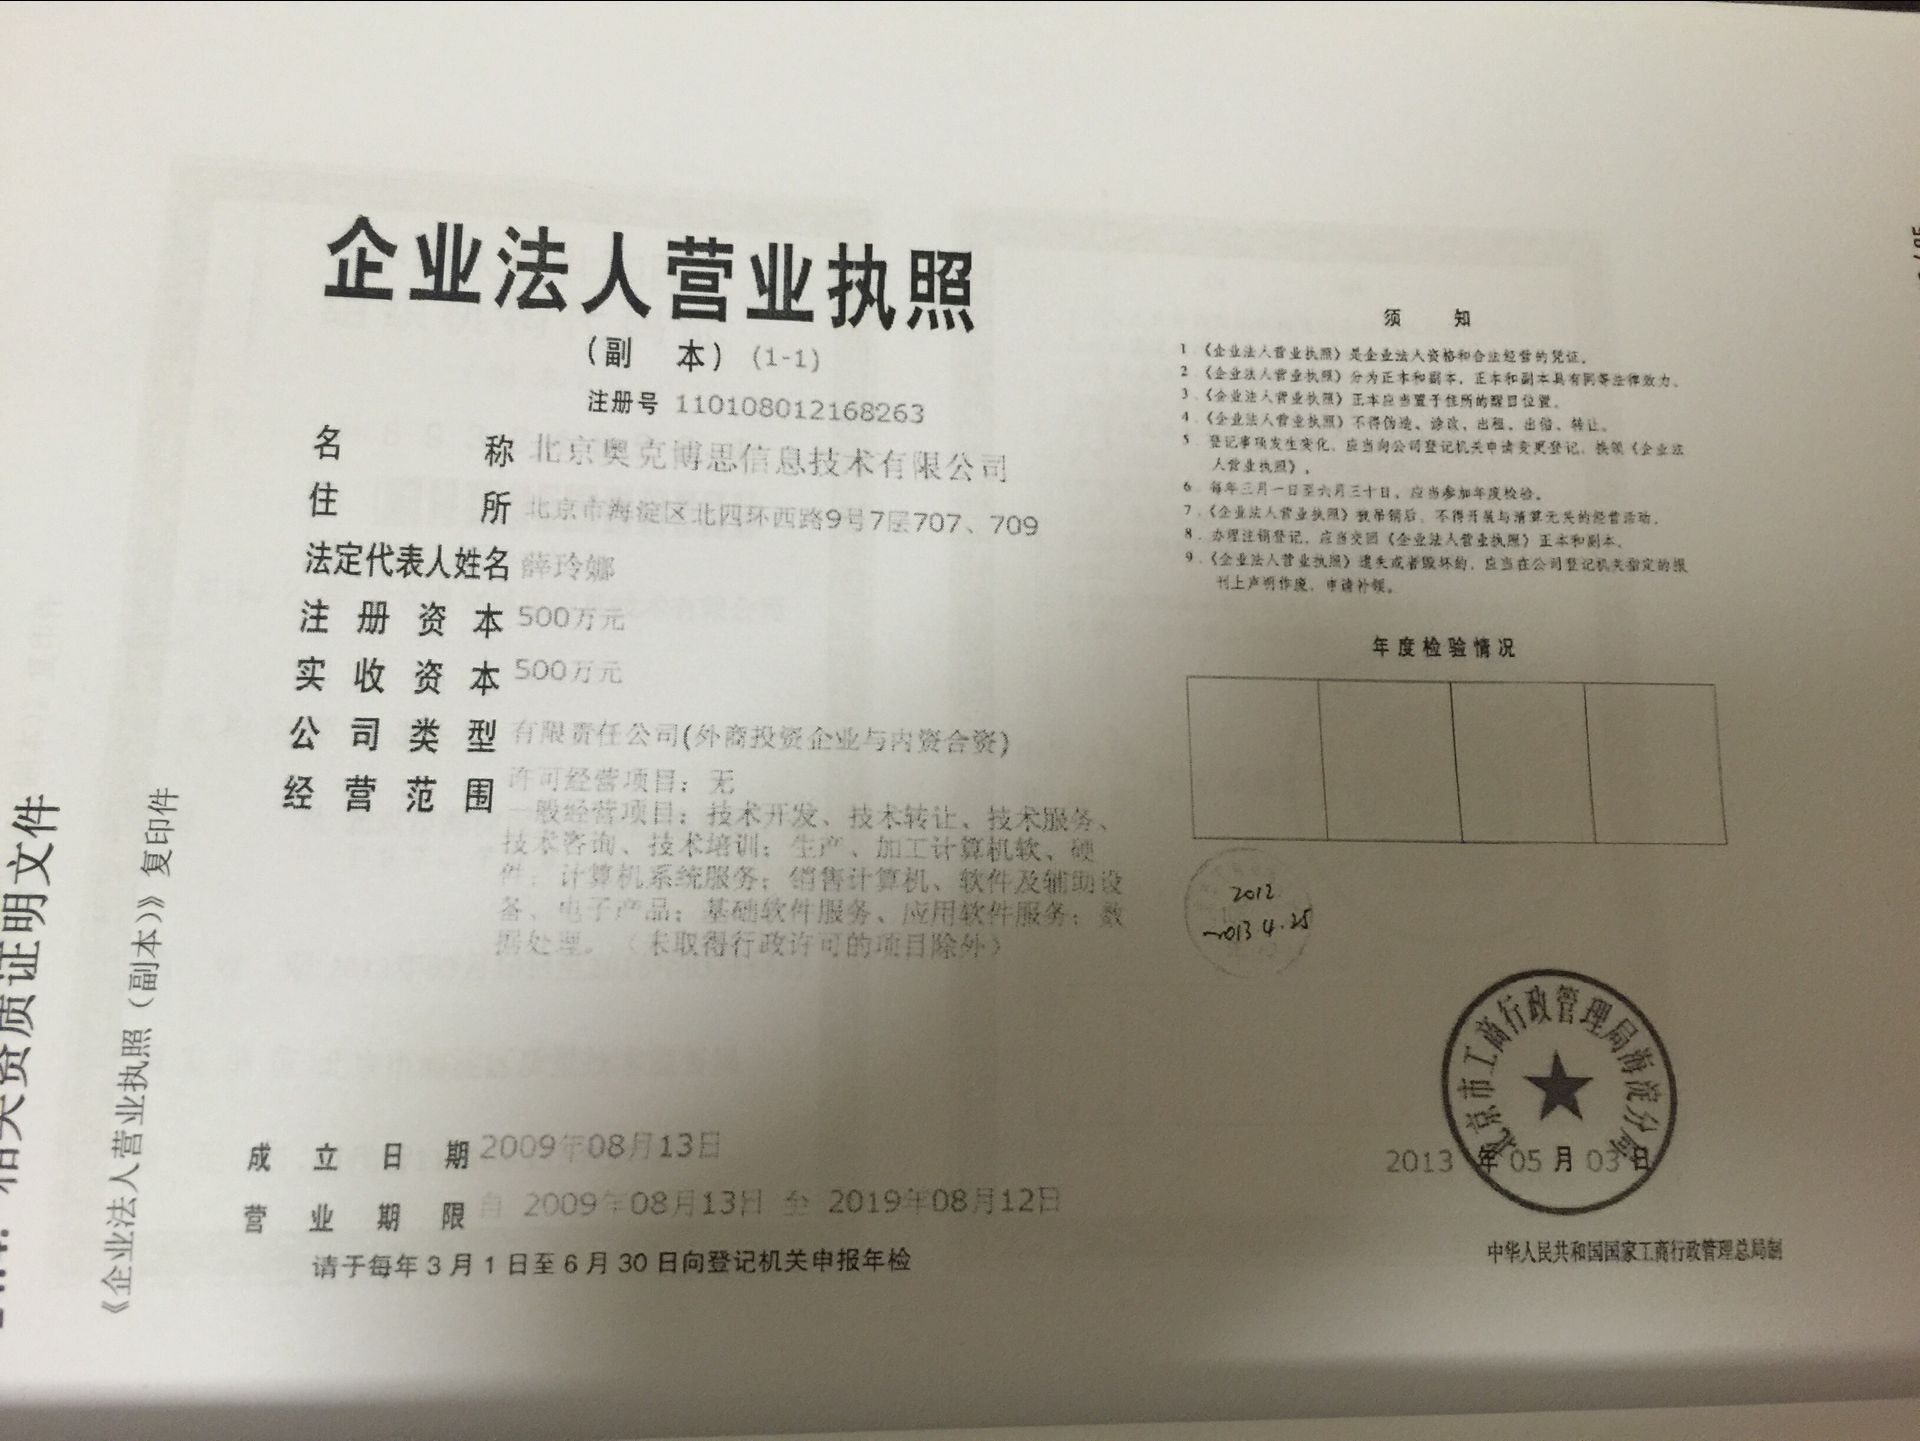 企业法人营业执照
（副 本）(1-1)
注册号 110108012168263
名 称 北京奥克博思信息技术有限公司
住 所 北京市海淀区北四环西路9号7层707、709
法定代表人姓名 薛玲娜
注册资本 500万元
实收资本 500万元
公司类型 有限责任公司(外商投资企业与内资合资)
经营范围 许可经营项目：无
一般经营项目：技术开发、技术转让、技术服务、
技术咨询、技术培训；生产、加工计算机软、硬
件；计算机系统服务；销售计算机、软件及辅助设
备、电子产品；基础软件服务、应用软件服务；数
据处理。（未取得行政许可的项目除外）
成立日期 2009年08月13日
营业期限 自 2009年08月13日 至 2019年08月12日
请于每年3月1日至6月30日向登记机关申报年检
须 知
1．《企业法人营业执照》是企业法人资格和合法经营的凭证。
2．《企业法人营业执照》分为正本和副本，正本和副本具有同等法律效力。
3．《企业法人营业执照》正本应当置于住所的醒目位置。
4．《企业法人营业执照》不得伪造、涂改、出租、出借、转让。
5．登记事项发生变化，应当向公司登记机关申请变更登记，换领《企业法
人营业执照》。
6．每年三月一日至六月三十日，应当参加年度检验。
7．《企业法人营业执照》被吊销后，不得开展与清算无关的经营活动。
8．办理注销登记，应当交回《企业法人营业执照》正本和副本。
9．《企业法人营业执照》遗失或者毁坏的，应当在公司登记机关指定的报
刊上声明作废，申请补领。
年度检验情况
2012
2013 4.25
北京市工商行政管理局海淀分局
2013 年 05 月 03 日
中华人民共和国国家工商行政管理总局制
相关资质证明文件
《企业法人营业执照（副本）》复印件